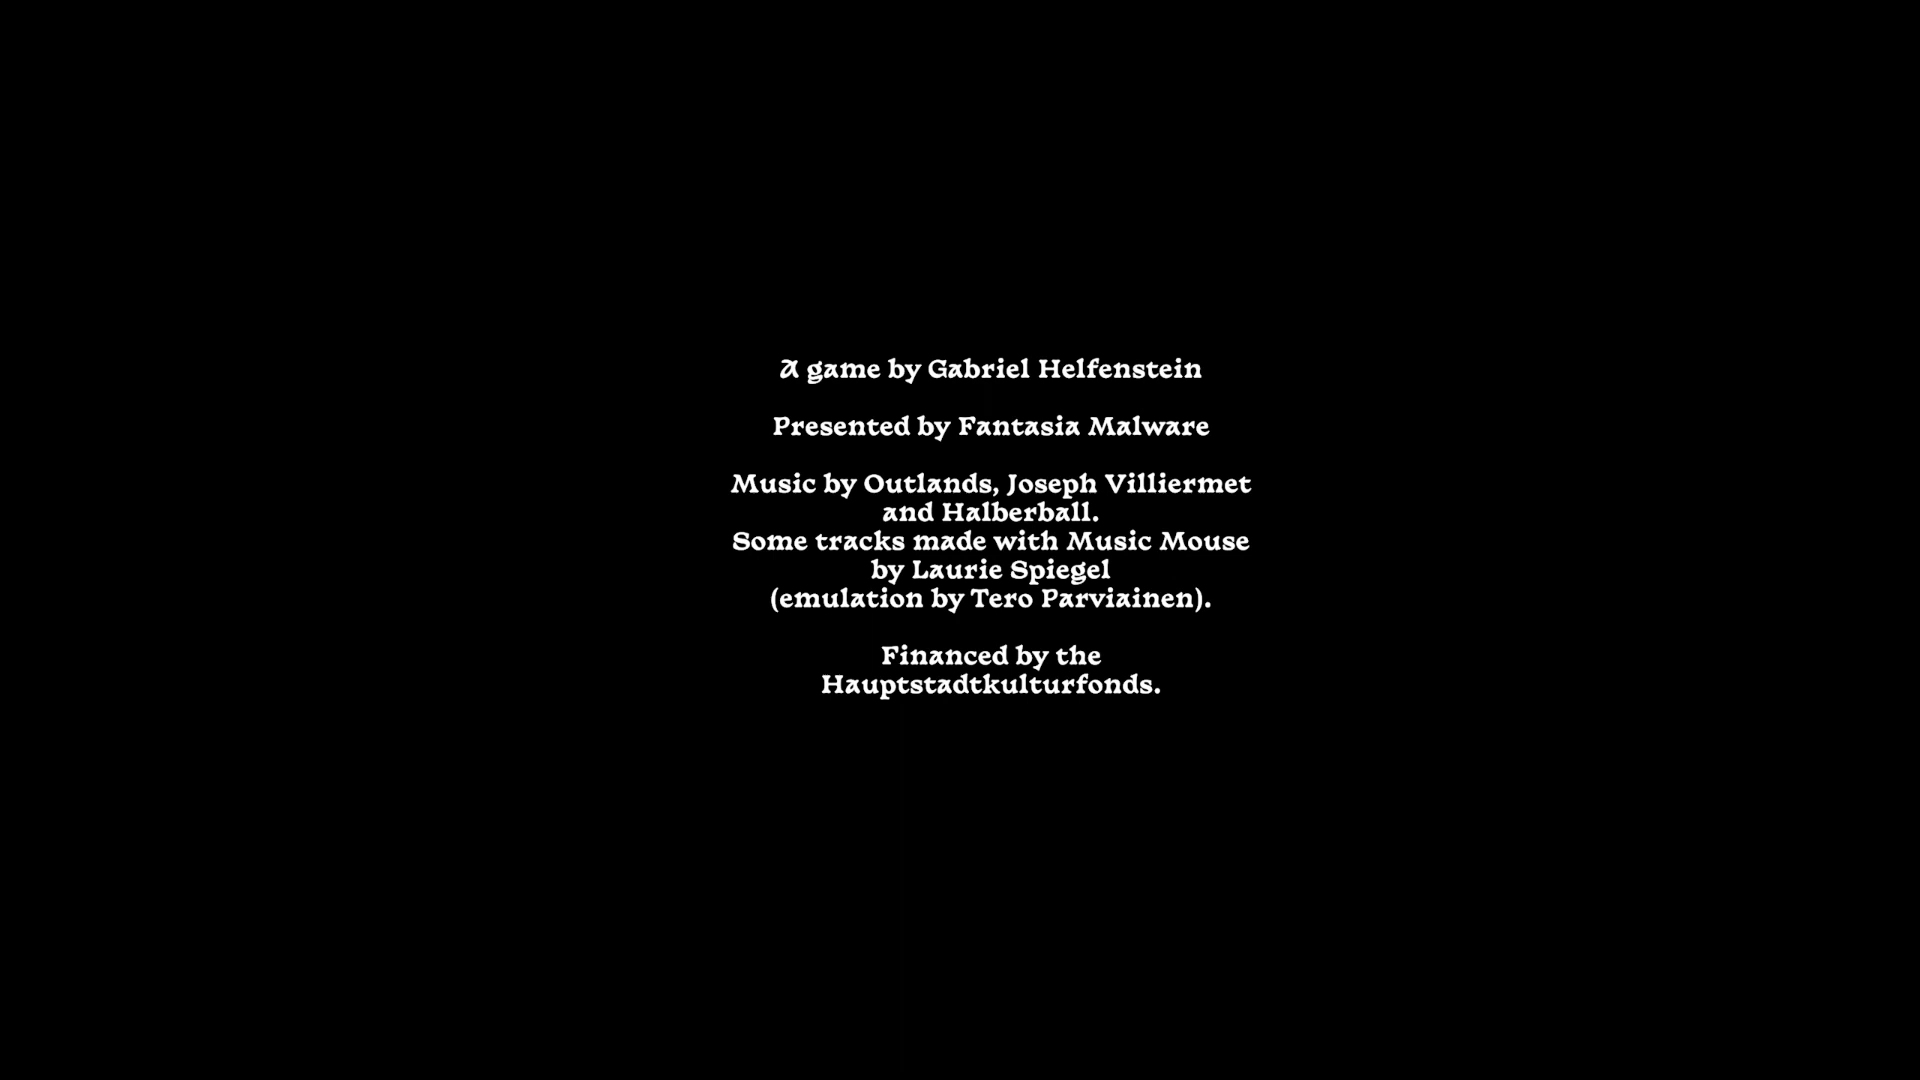 A game by Gabriel Helfenstein
Presented by Fantasia Malware
Music by Outlands, Joseph Villiermet
and Halberball.
Some tracks made with Music Mouse
by Laurie Spiegel
(emulation by Tero Parviainen).
Financed by the
Hauptstadtkulturfonds.